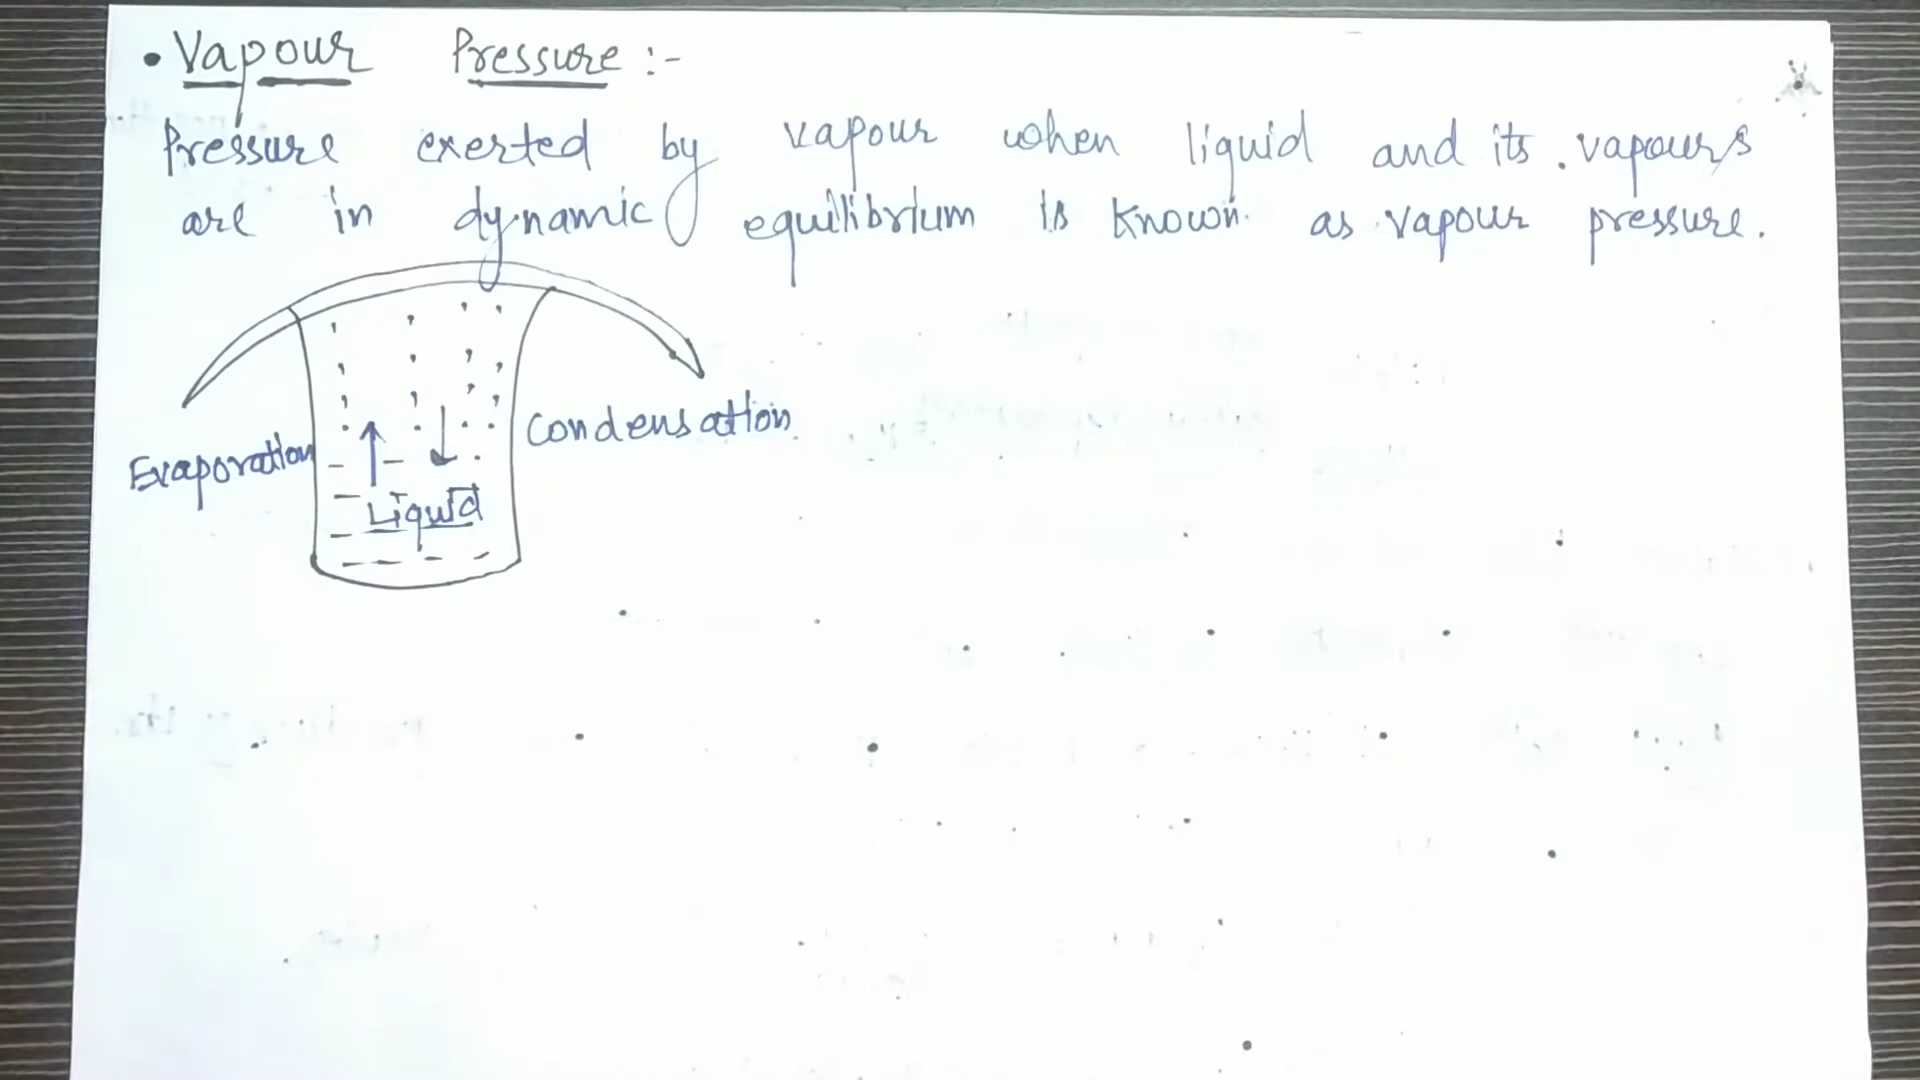 • Vapour Pressure :-
Pressure exerted by vapour when liquid and its vapours
are in dynamic equilibrium is known as vapour pressure.
Condensation
Evaporation
Liquid